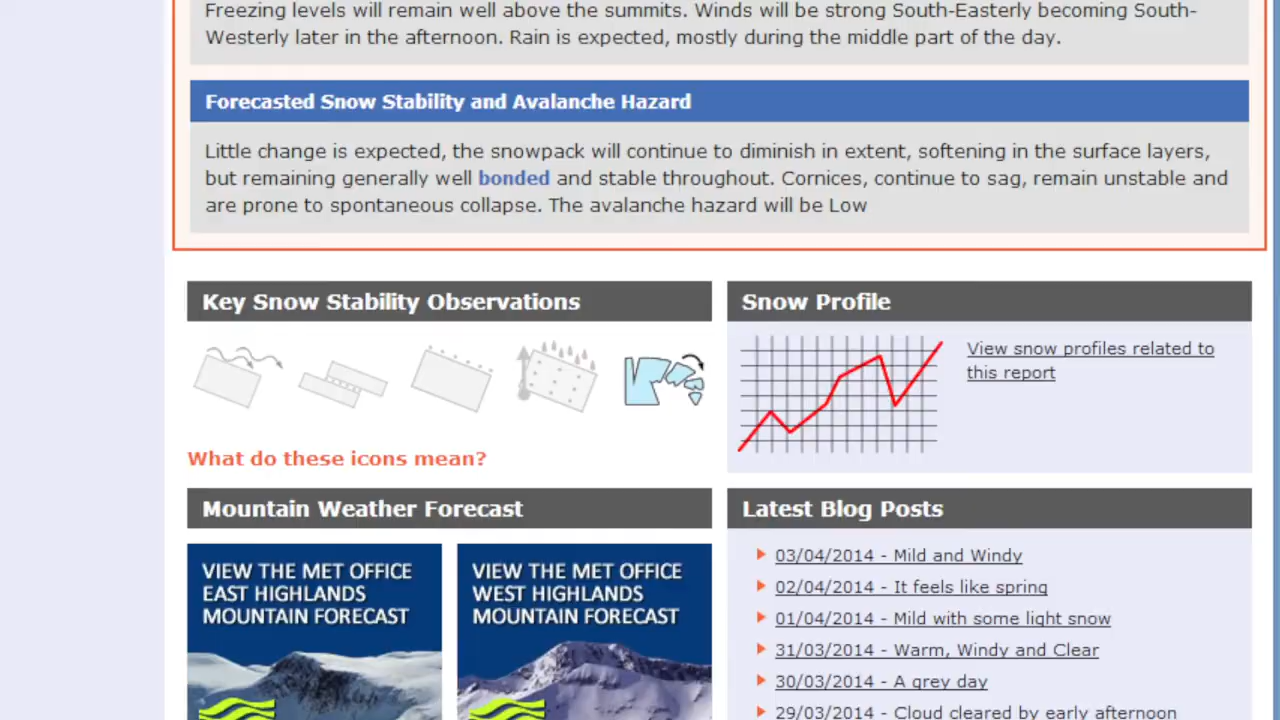 Freezing levels will remain well above the summits. Winds will be strong South-Easterly becoming South-
Westerly later in the afternoon. Rain is expected, mostly during the middle part of the day.
Forecasted Snow Stability and Avalanche Hazard
Little change is expected, the snowpack will continue to diminish in extent, softening in the surface layers,
but remaining generally well bonded and stable throughout. Cornices, continue to sag, remain unstable and
are prone to spontaneous collapse. The avalanche hazard will be Low
Key Snow Stability Observations
What do these icons mean?
Snow Profile
View snow profiles related to
this report
Mountain Weather Forecast
VIEW THE MET OFFICE
EAST HIGHLANDS
MOUNTAIN FORECAST
VIEW THE MET OFFICE
WEST HIGHLANDS
MOUNTAIN FORECAST
Latest Blog Posts
03/04/2014 - Mild and Windy
02/04/2014 - It feels like spring
01/04/2014 - Mild with some light snow
31/03/2014 - Warm, Windy and Clear
30/03/2014 - A grey day
29/03/2014 - Cloud cleared by early afternoon